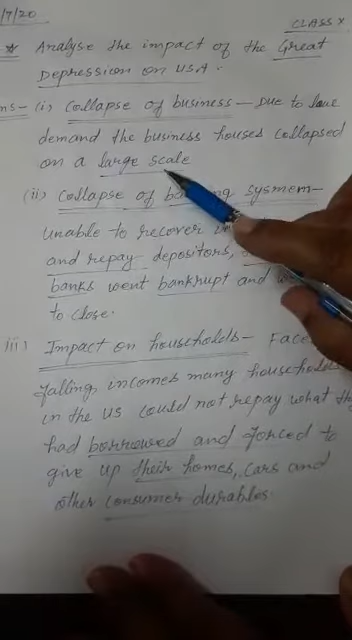 /7/20
CLASS X
* Analyse the impact of the Great
Depression on USA.
ns- (i) Collapse of business - Due to low
demand the business houses collapsed
on a large scale
(ii) Collapse of ba ng sysmem-
Unable to recover
and repay depositors,
banks went bankrupt and
to close.
iii) Impact on households - Face
falling incomes many households
in the US could not repay what th
had borrowed and forced to
give up their homes, cars and
other consumer durables.